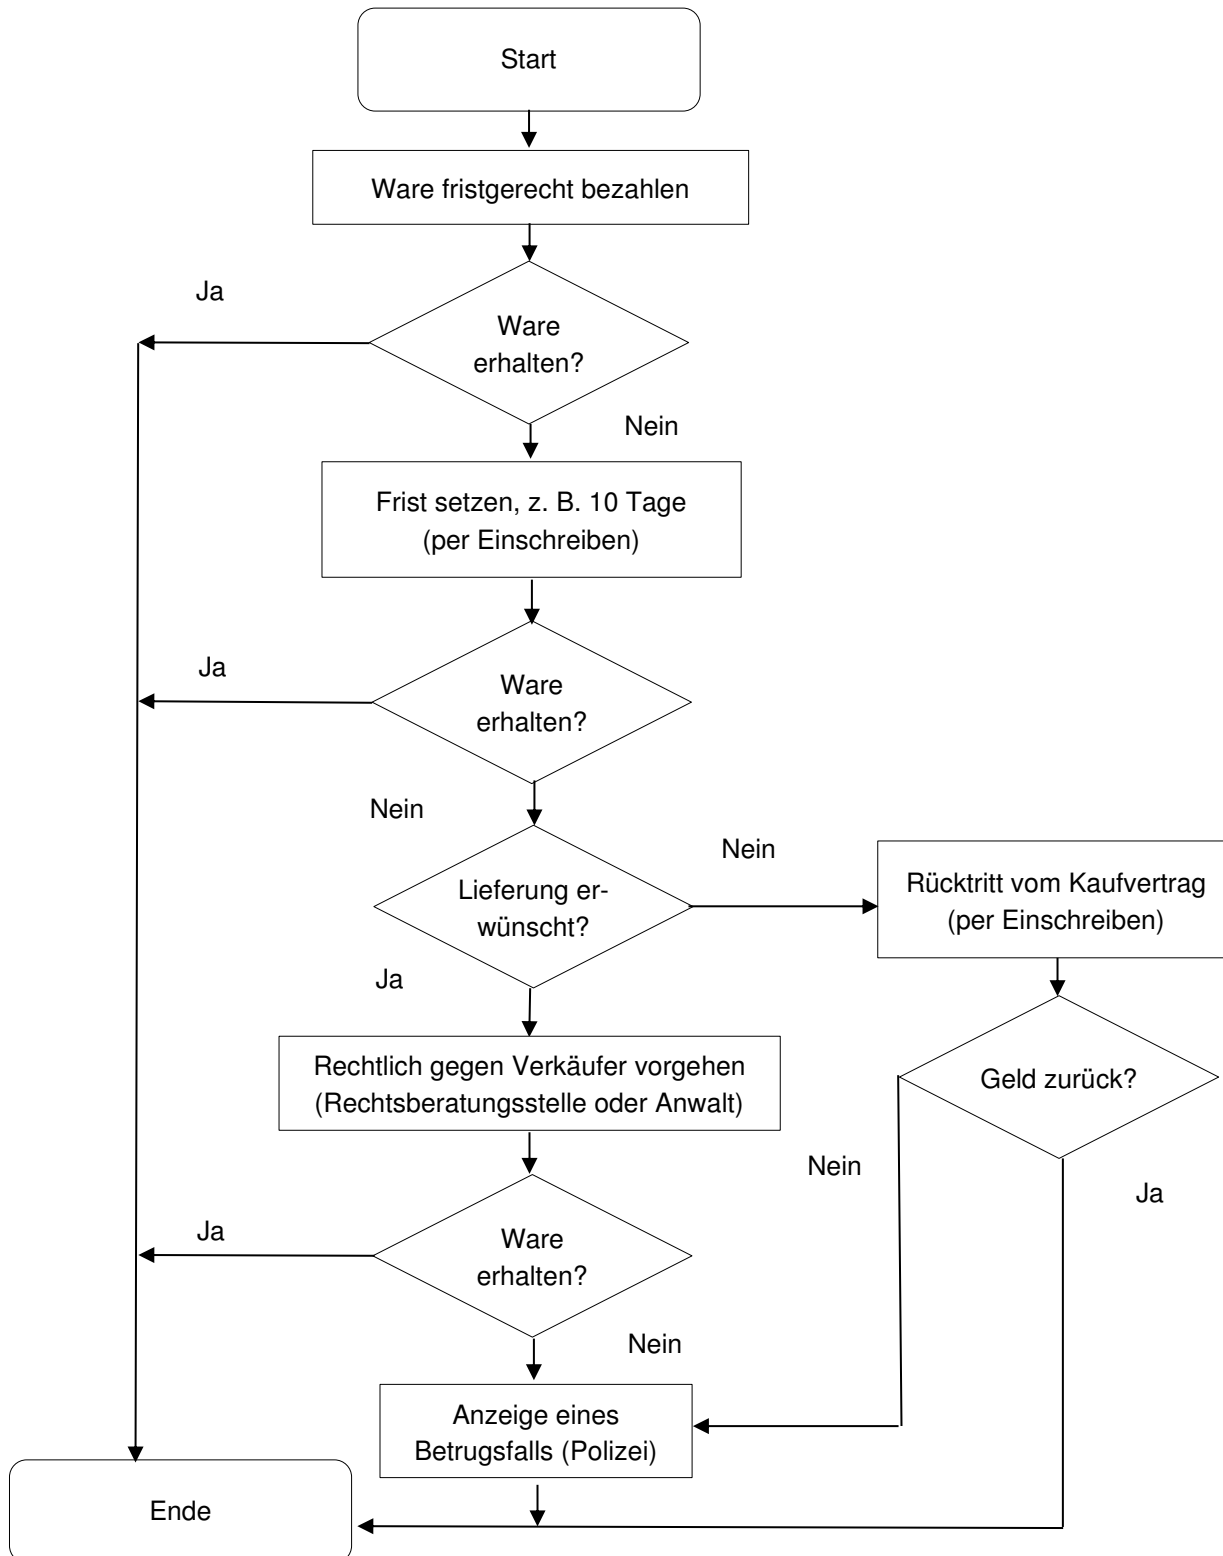 Start
Ware fristgerecht bezahlen
Ja
Ware
erhalten?
Nein
Frist setzen, z. B. 10 Tage
(per Einschreiben)
Ja
Ware
erhalten?
Nein
Nein
Lieferung er-
wünscht?
Rücktritt vom Kaufvertrag
(per Einschreiben)
Ja
Rechtlich gegen Verkäufer vorgehen
(Rechtsberatungsstelle oder Anwalt)
Geld zurück?
Nein
Ja
Ja
Ware
erhalten?
Nein
Anzeige eines
Betrugsfalls (Polizei)
Ende